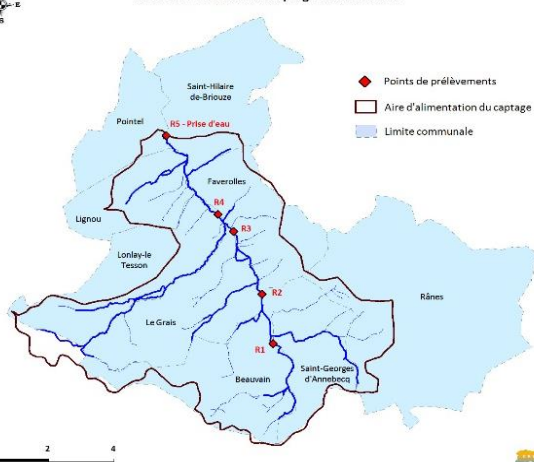 E
S
Saint-Hilaire
de-Briouze
Pointel
R5 - Prise d'eau
Points de prélèvements
Aire d'alimentation du captage
Limite communale
Faverolles
R4
R3
Lignou
Lonlay-le
Tesson
Rânes
R2
Le Grais
R1
Saint-Georges
d'Annebecq
Beauvain
2
4